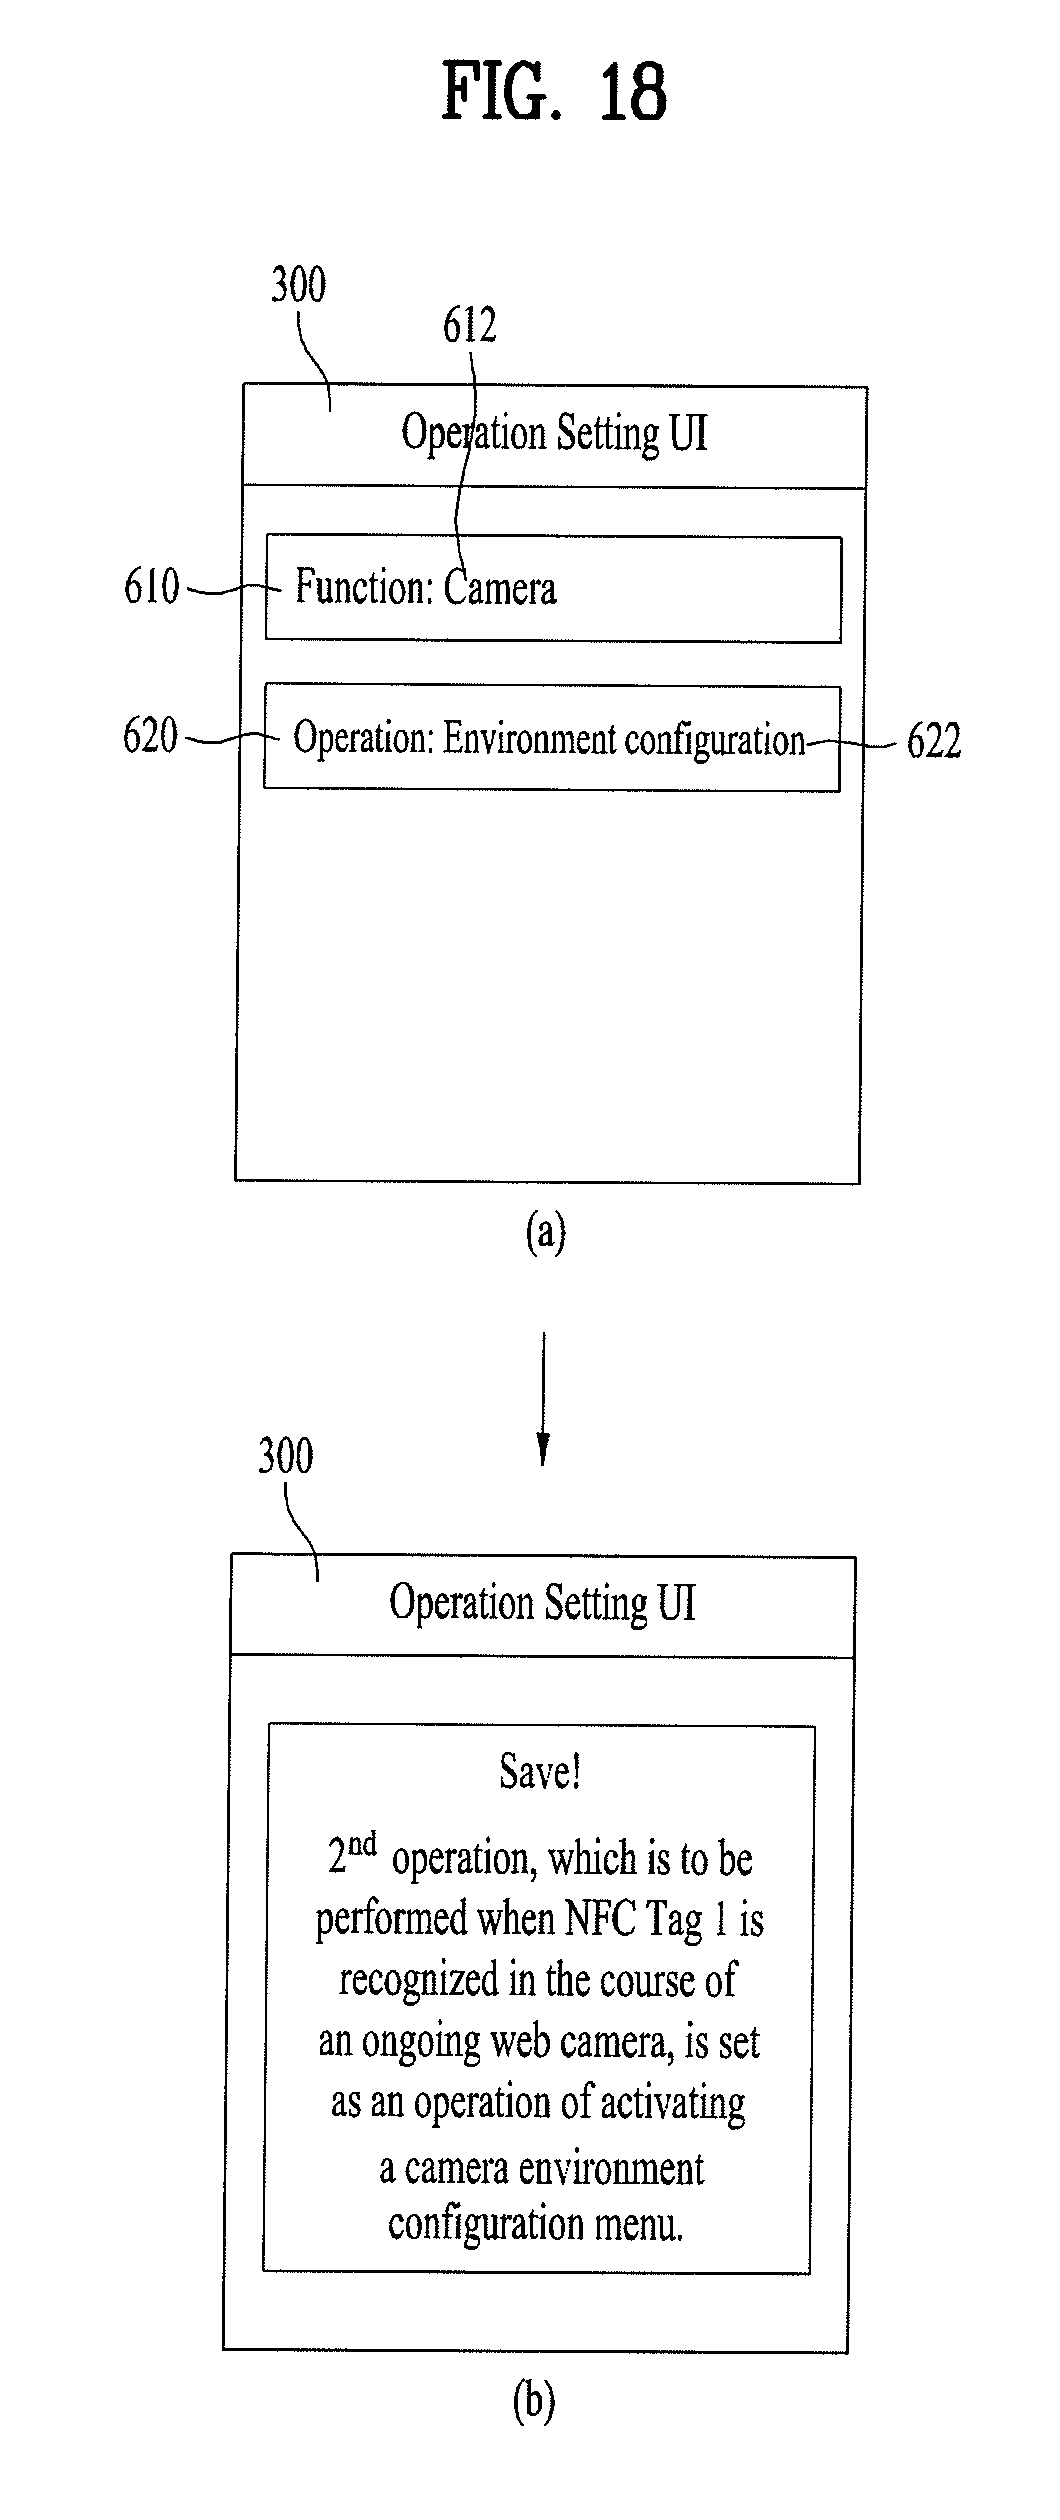 FIG. 18
300
612
Operation Setting UI
610
Function: Camera
620
Operation: Environment configuration
622
(a)
300
Operation Setting UI
Save!
2nd operation, which is to be
performed when NFC Tag 1 is
recognized in the course of
an ongoing web camera, is set
as an operation of activating
a camera environment
configuration menu.
(b)